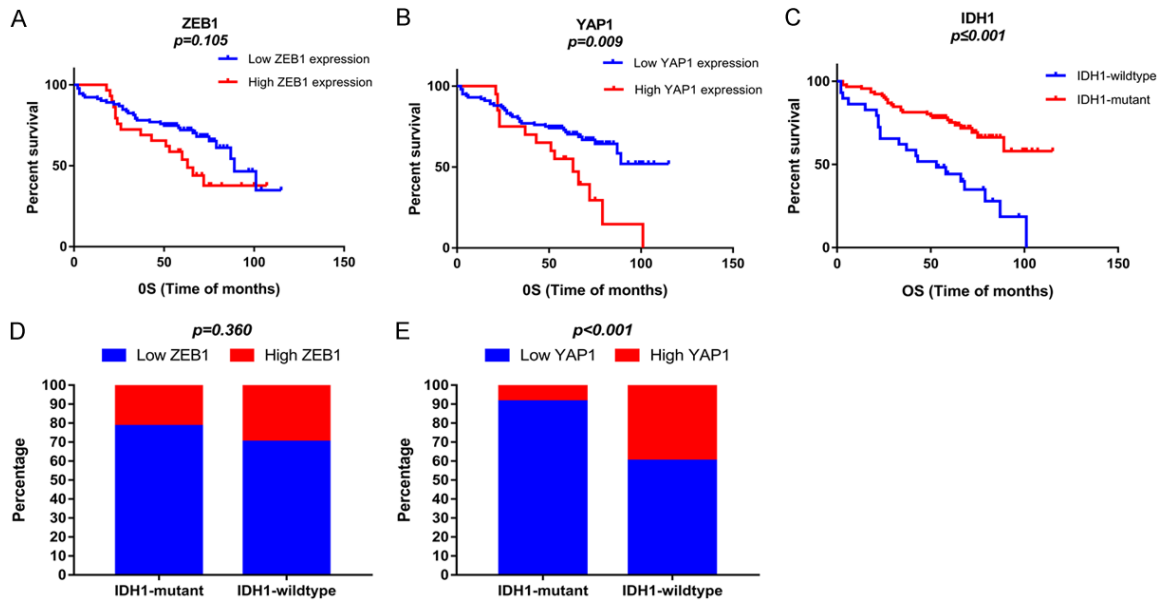 A
ZEB1
p=0.105
Low ZEB1 expression
High ZEB1 expression
Percent survival
100
50
0
0 50 100 150
0S (Time of months)
B
YAP1
p=0.009
Low YAP1 expression
High YAP1 expression
Percent survival
100
50
0
0 50 100 150
0S (Time of months)
C
IDH1
p≤0.001
IDH1-wildtype
IDH1-mutant
Percent survival
100
50
0
0 50 100 150
OS (Time of months)
D
p=0.360
Low ZEB1 High ZEB1
Percentage
100
90
80
70
60
50
40
30
20
10
0
IDH1-mutant IDH1-wildtype
E
p<0.001
Low YAP1 High YAP1
Percentage
100
90
80
70
60
50
40
30
20
10
0
IDH1-mutant IDH1-wildtype